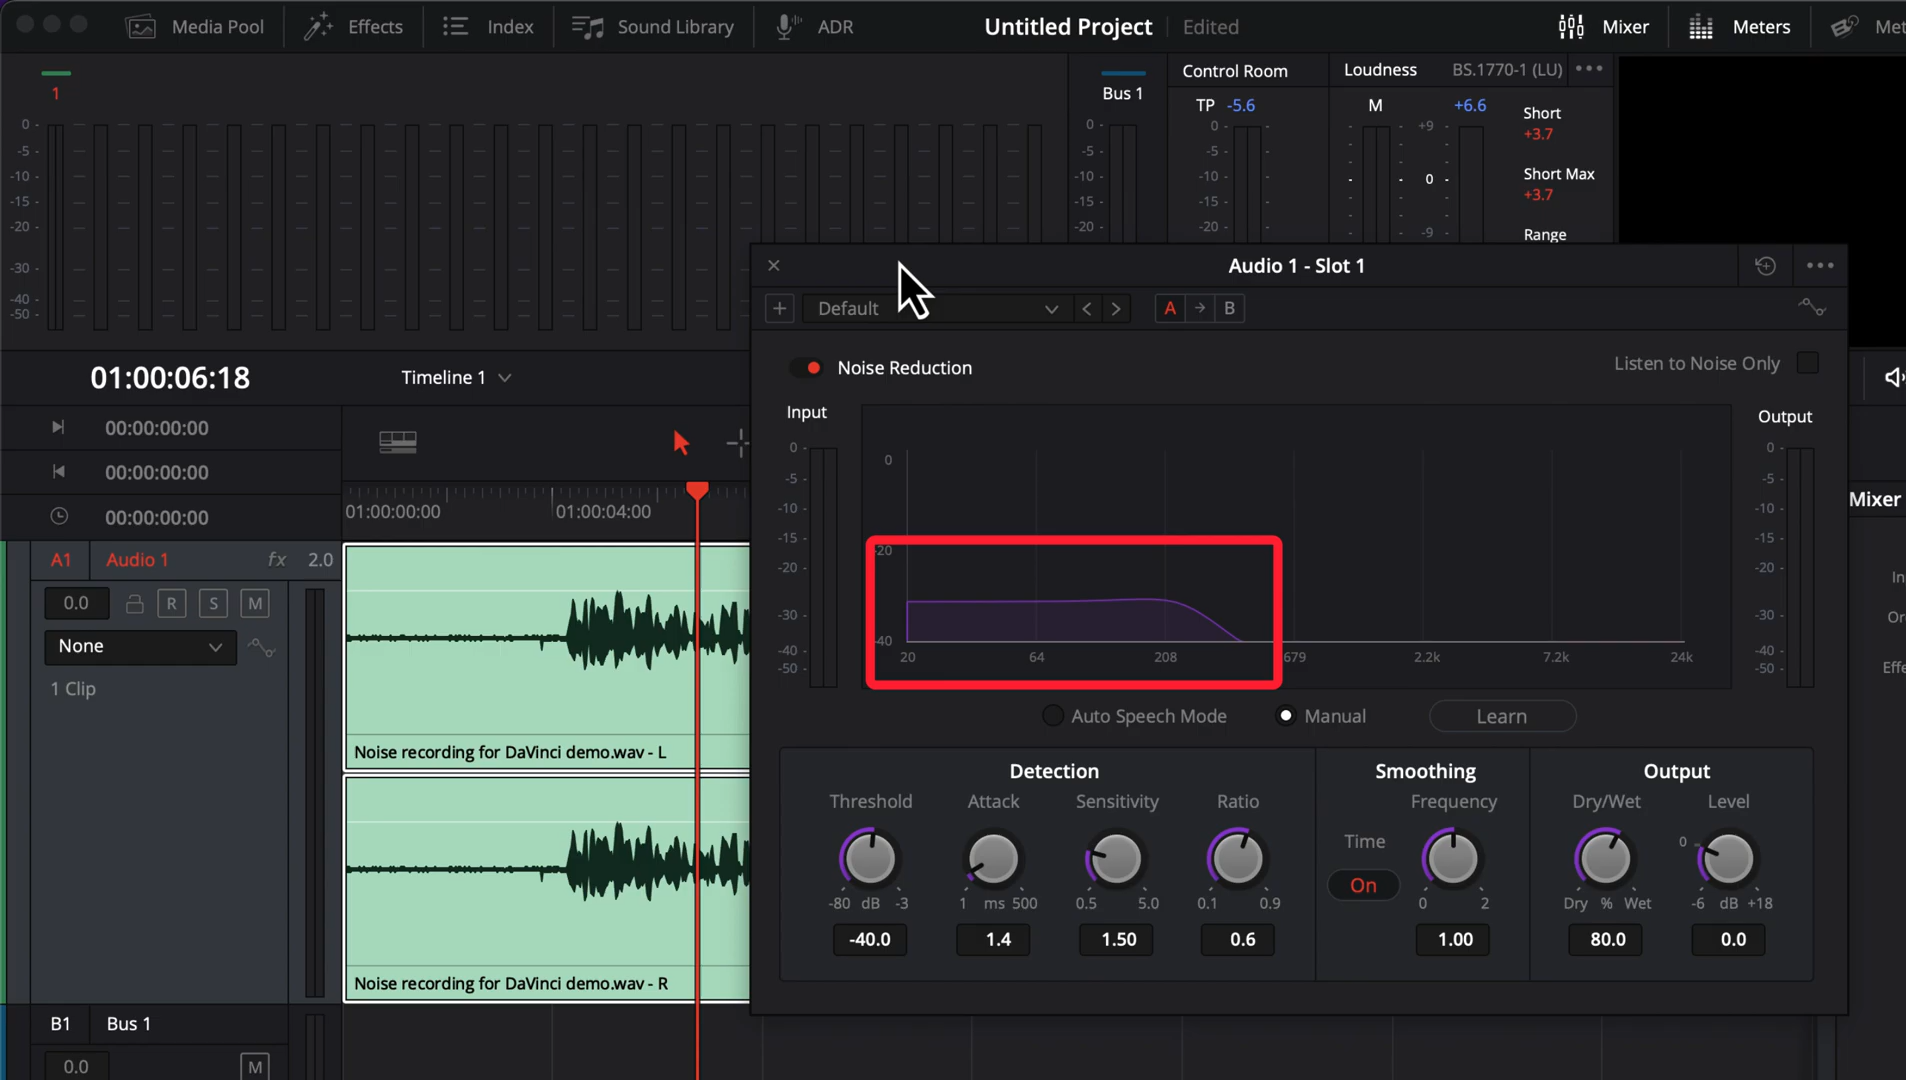 Media Pool
Effects
Index
Sound Library
ADR
Untitled Project
Edited
Mixer
Meters
1
0
-5
-10
-15
-20
-30
-40
-50
Bus 1
0
-5
-10
-15
-20
Control Room
TP -5.6
0
-5
-10
-15
-20
Loudness BS.1770-1 (LU)
M +6.6
+9
0
-9
Short
+3.7
Short Max
+3.7
Range
01:00:06:18
Timeline 1
00:00:00:00
00:00:00:00
00:00:00:00
01:00:00:00 01:00:04:00
A1 Audio 1 fx 2.0
0.0 R S M
None
1 Clip
Noise recording for DaVinci demo.wav - L
Noise recording for DaVinci demo.wav - R
B1 Bus 1
0.0 M
Audio 1 - Slot 1
Default
A B
Noise Reduction
Listen to Noise Only
Input
0
-5
-10
-15
-20
-30
-40
-50
0
-20
-40
20 64 208 679 2.2k 7.2k 24k
Output
0
-5
-10
-15
-20
-30
-40
-50
Auto Speech Mode
Manual
Learn
Detection
Threshold Attack Sensitivity Ratio
-80 dB -3 1 ms 500 0.5 5.0 0.1 0.9
-40.0 1.4 1.50 0.6
Smoothing
Frequency
Time
On
0 2
1.00
Output
Dry/Wet Level
0
Dry % Wet -6 dB +18
80.0 0.0
Mixer